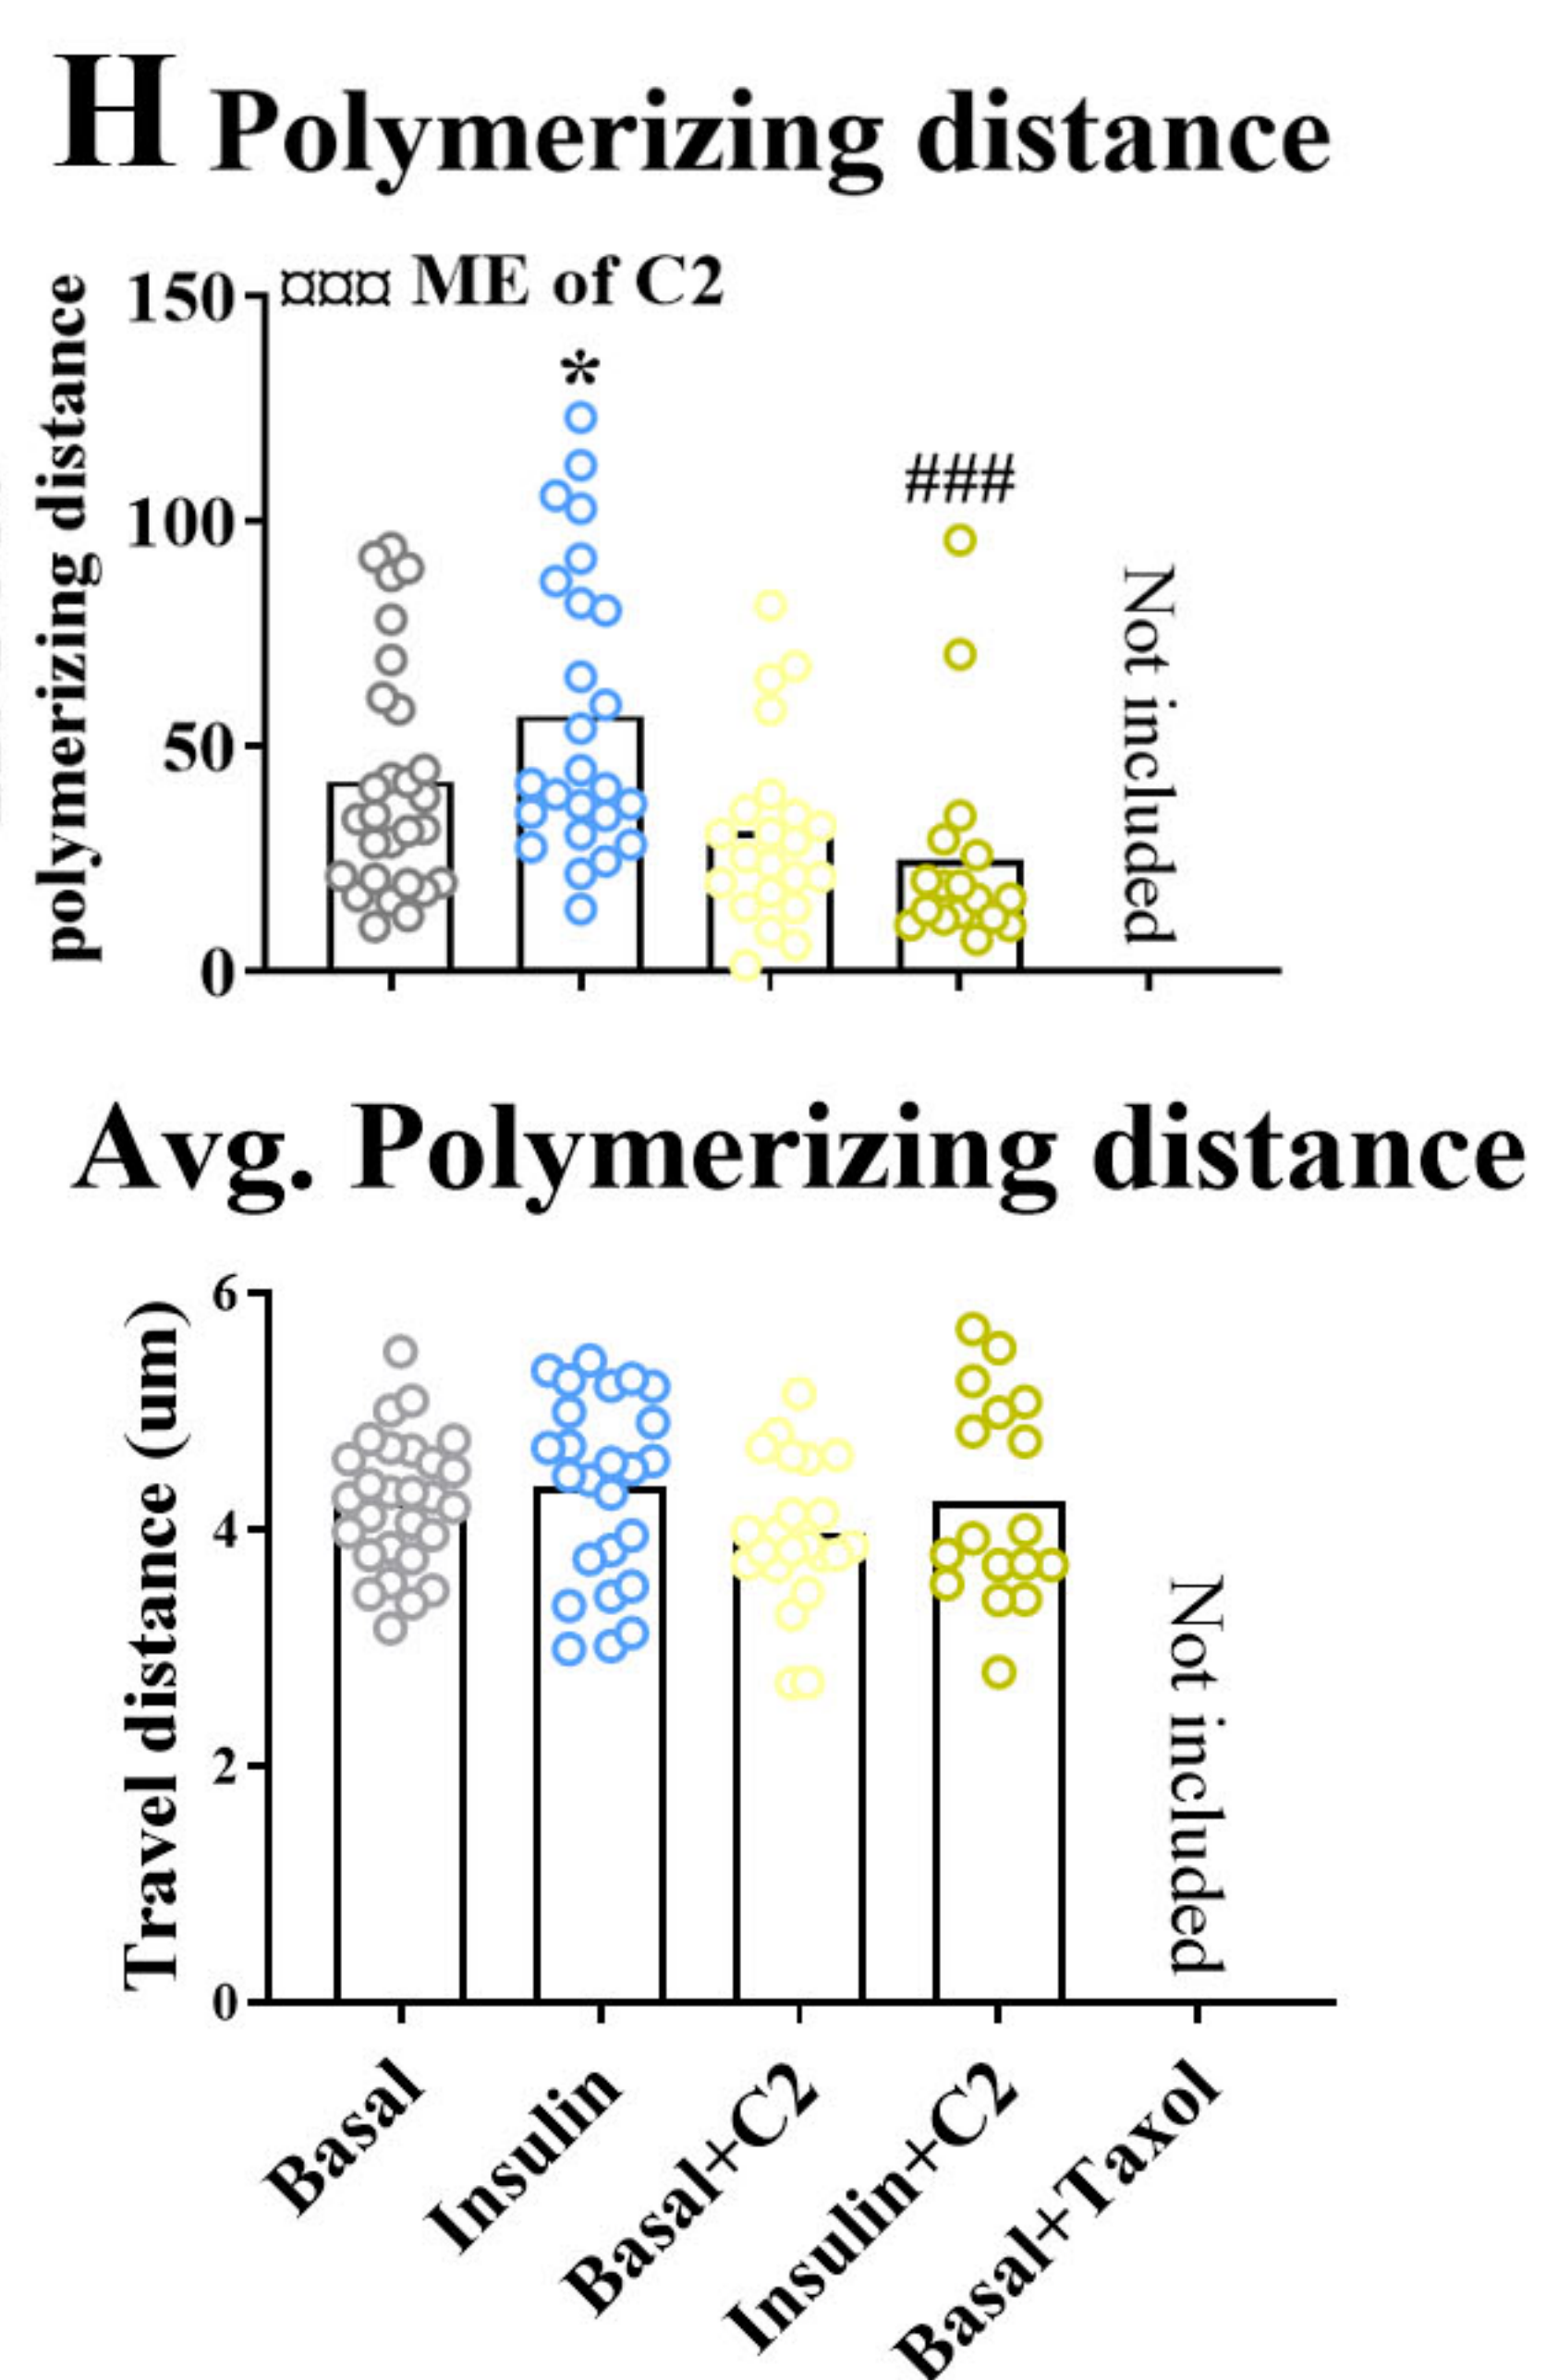 H Polymerizing distance
polymerizing distance
150
100
50
0
¤¤¤ ME of C2
*
###
Not included
Avg. Polymerizing distance
Travel distance (um)
6
4
2
0
Not included
Basal
Insulin
Basal+C2
Insulin+C2
Basal+Taxol